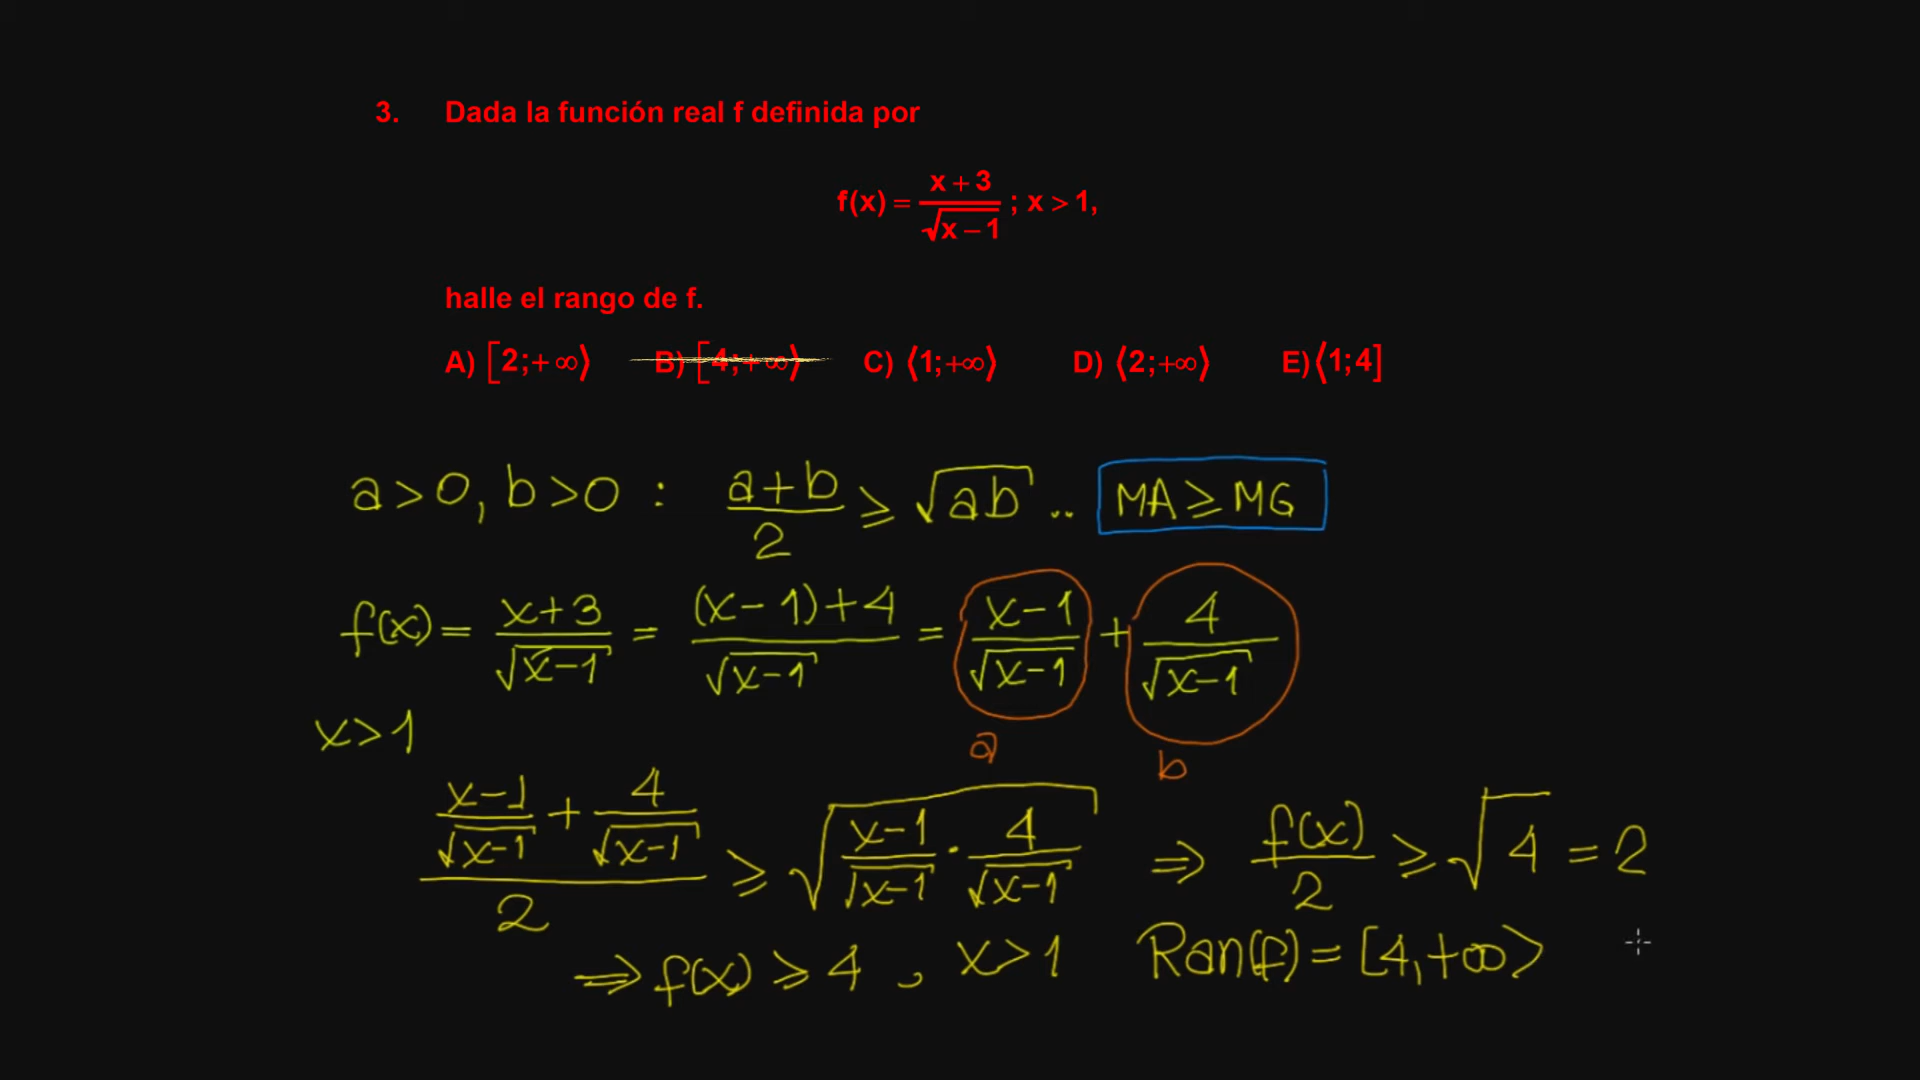 3. Dada la función real f definida por
f(x) = (x + 3)/√(x − 1) ; x > 1,
halle el rango de f.
A) [2;+∞⟩ B) [4;+∞⟩ C) ⟨1;+∞⟩ D) ⟨2;+∞⟩ E) ⟨1;4]
a > 0, b > 0 : (a+b)/2 ≥ √(ab) .. MA ≥ MG
f(x) = (x+3)/√(x−1) = ((x−1)+4)/√(x−1) = (x−1)/√(x−1) + 4/√(x−1)
x > 1
a b
((x−1)/√(x−1) + 4/√(x−1))/2 ≥ √((x−1)/√(x−1) · 4/√(x−1)) ⇒ f(x)/2 ≥ √4 = 2
⇒ f(x) ≥ 4 , x > 1 Ran(f) = [4,+∞⟩